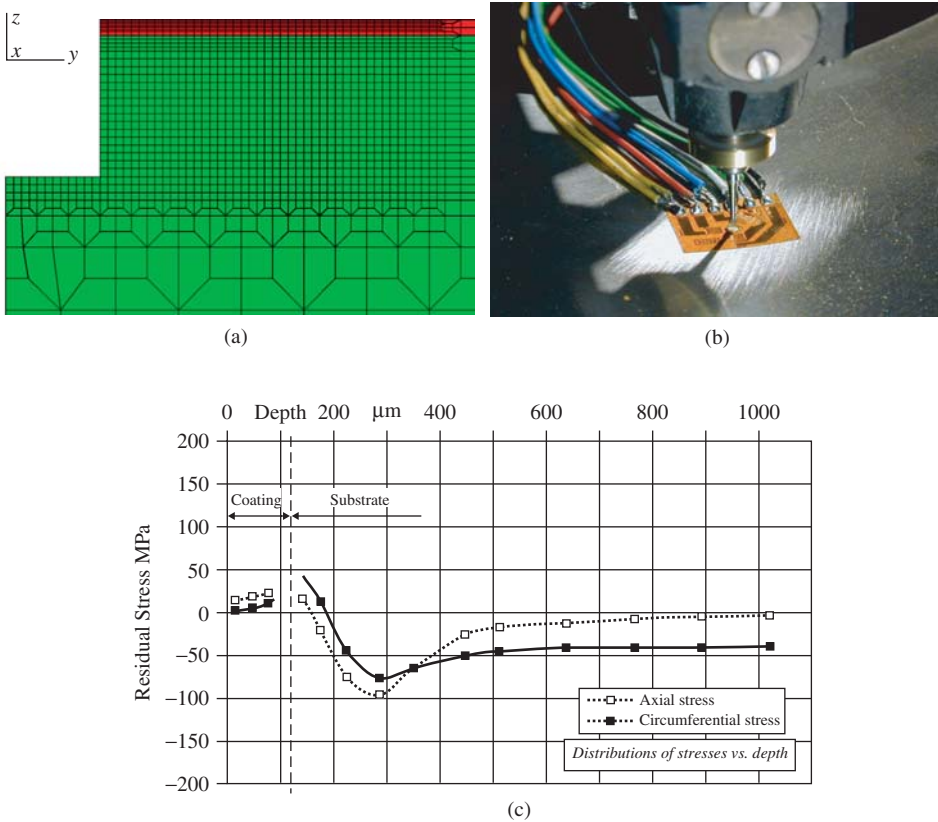 z
x
y
(a)
(b)
0 Depth 200 μm 400 600 800 1000
200
150
Coating Substrate
100
50
0
−50
−100
−150
−200
Residual Stress MPa
Axial stress
Circumferential stress
Distributions of stresses vs. depth
(c)